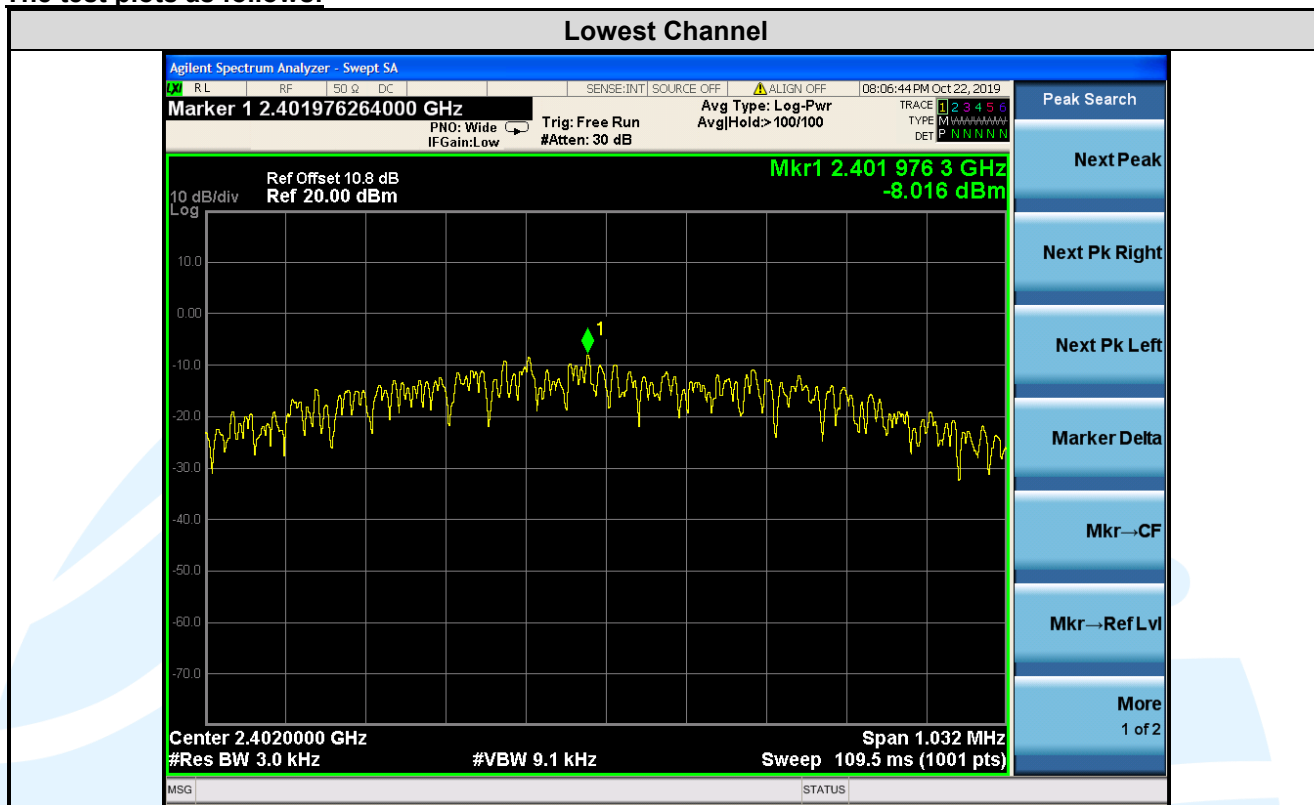 The test plots as follows:
Lowest Channel
Agilent Spectrum Analyzer - Swept SA
LXI RL RF 50 Ω DC SENSE:INT SOURCE OFF ALIGN OFF 08:06:44 PM Oct 22, 2019
Marker 1 2.401976264000 GHz
PNO: Wide
IFGain:Low
Trig: Free Run
#Atten: 30 dB
Avg Type: Log-Pwr
Avg|Hold:>100/100
TRACE 1 2 3 4 5 6
TYPE M WWWWW
DET P N N N N N
Peak Search
Mkr1 2.401 976 3 GHz
-8.016 dBm
Ref Offset 10.8 dB
10 dB/div Ref 20.00 dBm
Log
10.0
0.00
-10.0
-20.0
-30.0
-40.0
-50.0
-60.0
-70.0
1
Center 2.4020000 GHz Span 1.032 MHz
#Res BW 3.0 kHz #VBW 9.1 kHz Sweep 109.5 ms (1001 pts)
Next Peak
Next Pk Right
Next Pk Left
Marker Delta
Mkr→CF
Mkr→Ref Lvl
More
1 of 2
MSG STATUS